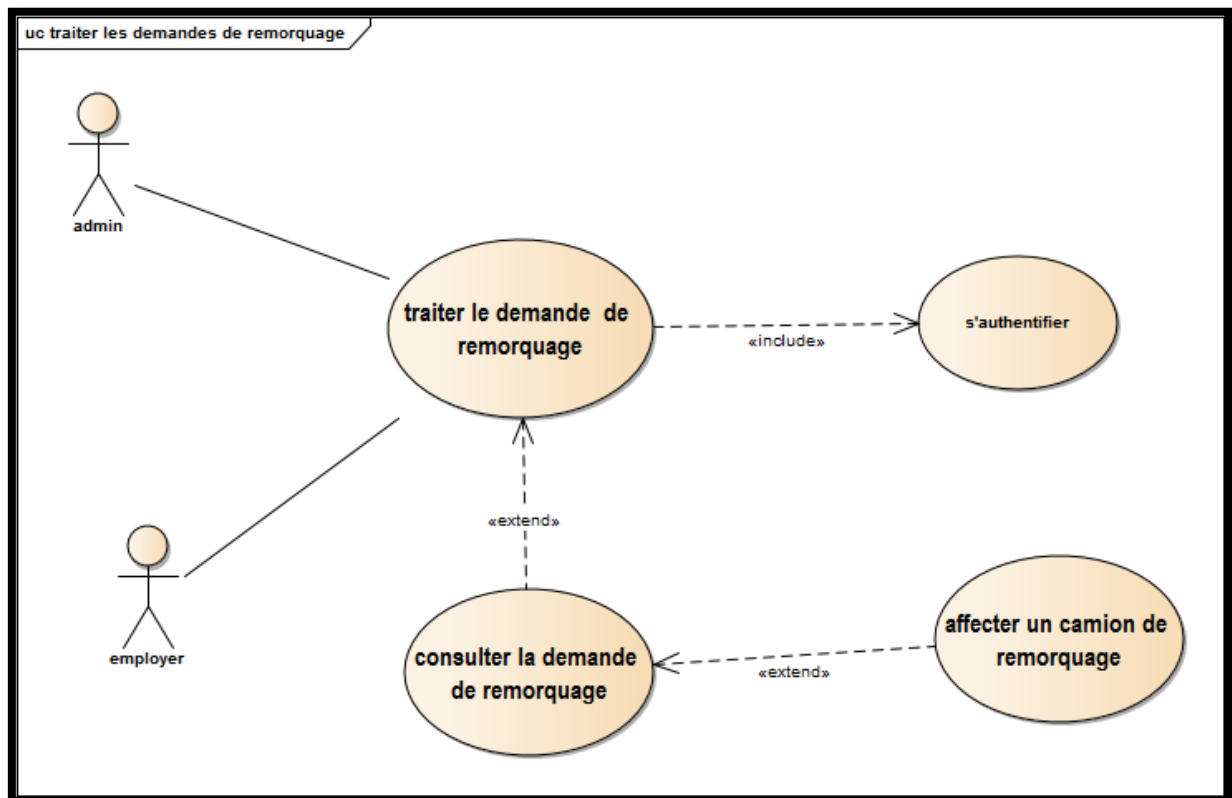 uc traiter les demandes de remorquage
admin
traiter le demande de
remorquage
s'authentifier
«include»
«extend»
employer
consulter la demande
de remorquage
affecter un camion de
remorquage
«extend»